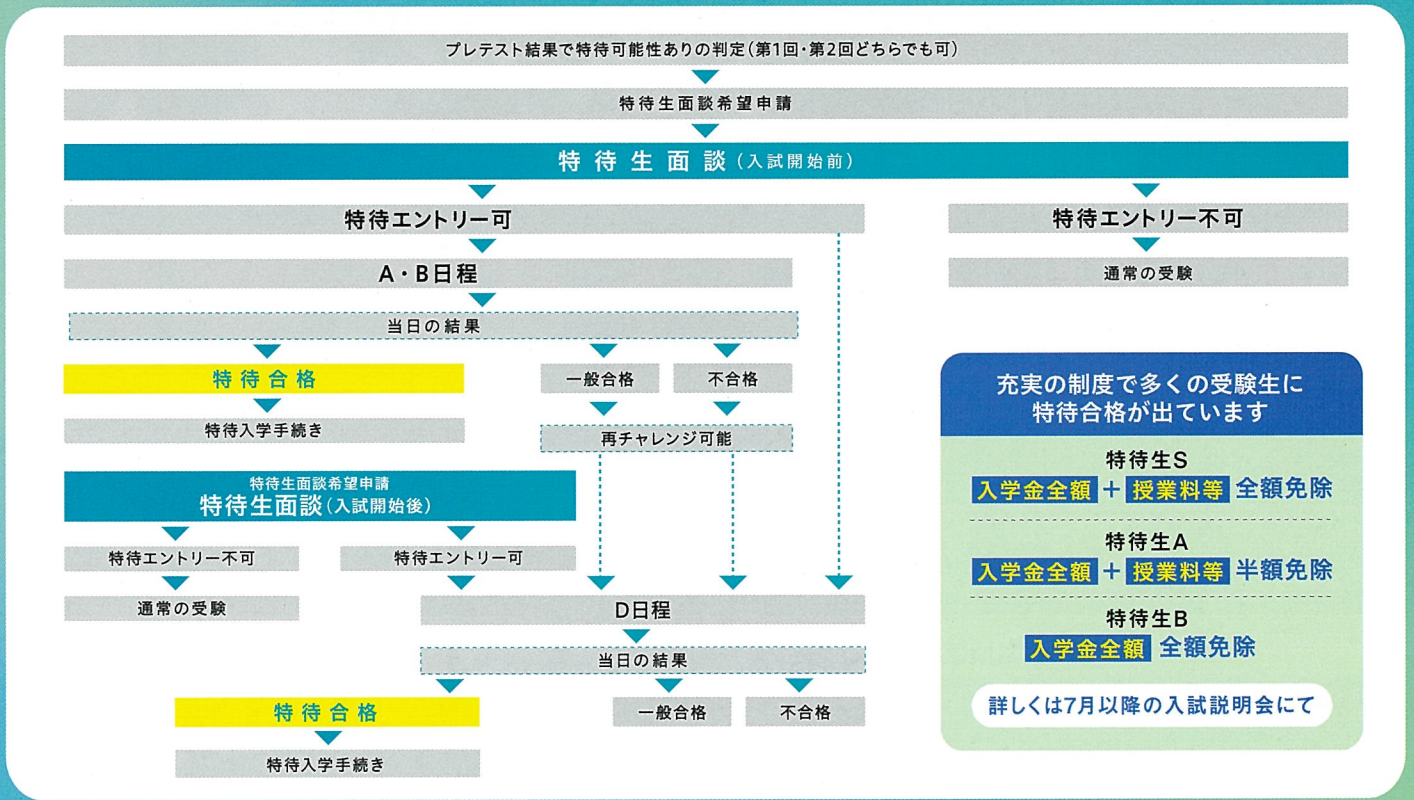 プレテスト結果で特待可能性ありの判定(第1回・第2回どちらでも可)
特待生面談希望申請
特待生面談(入試開始前)
特待エントリー可
特待エントリー不可
A・B日程
通常の受験
当日の結果
特待合格
一般合格
不合格
特待入学手続き
再チャレンジ可能
特待生面談希望申請
特待生面談(入試開始後)
特待エントリー不可
特待エントリー可
通常の受験
D日程
当日の結果
特待合格
一般合格
不合格
特待入学手続き
充実の制度で多くの受験生に
特待合格が出ています
特待生S
入学金全額+授業料等 全額免除
特待生A
入学金全額+授業料等 半額免除
特待生B
入学金全額 全額免除
詳しくは7月以降の入試説明会にて